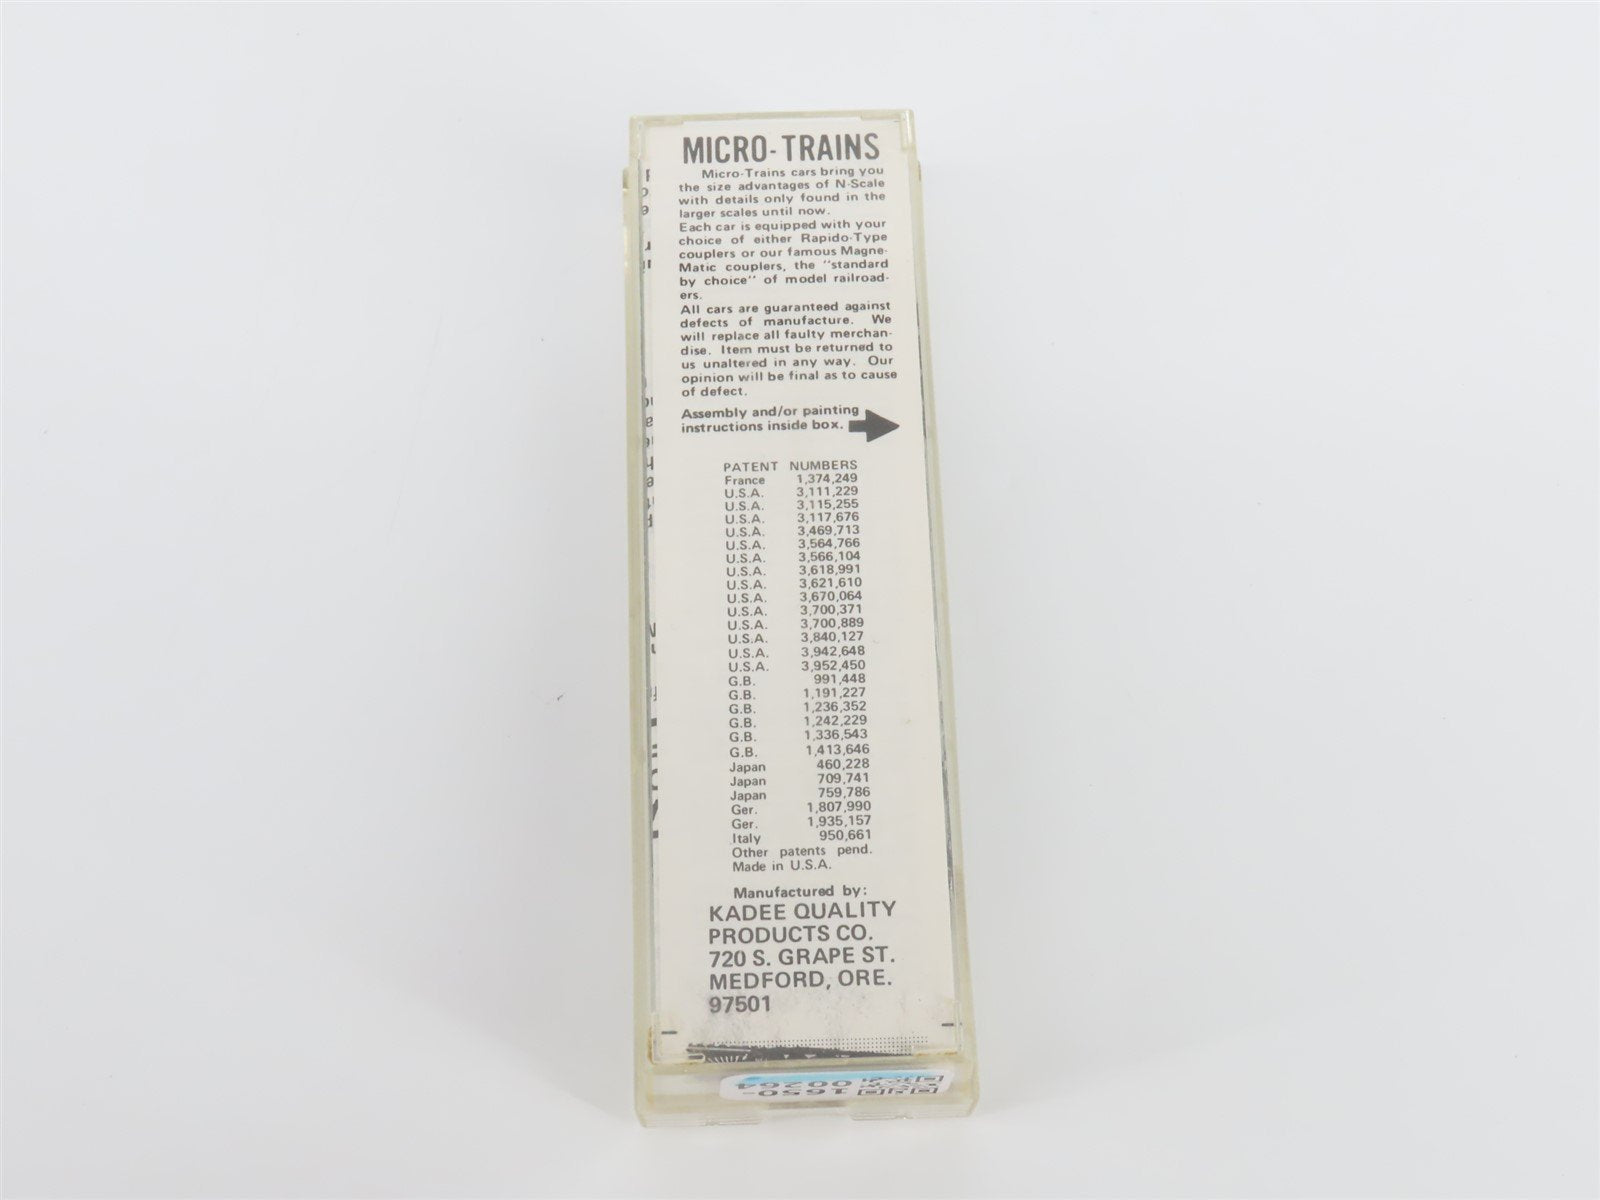 MICRO-TRAINS
Micro-Trains cars bring you
the size advantages of N-Scale
with details only found in the
larger scales until now.
Each car is equipped with your
choice of either Rapido-Type
couplers or our famous Magne-
Matic couplers, the "standard
by choice" of model railroad-
ers.
All cars are guaranteed against
defects of manufacture. We
will replace all faulty merchan-
dise. Item must be returned to
us unaltered in any way. Our
opinion will be final as to cause
of defect.
Assembly and/or painting
instructions inside box.
PATENT NUMBERS
France 1,374,249
U.S.A. 3,111,229
U.S.A. 3,115,255
U.S.A. 3,117,676
U.S.A. 3,469,713
U.S.A. 3,564,766
U.S.A. 3,566,104
U.S.A. 3,618,991
U.S.A. 3,621,610
U.S.A. 3,670,064
U.S.A. 3,700,371
U.S.A. 3,700,889
U.S.A. 3,840,127
U.S.A. 3,942,648
U.S.A. 3,952,450
G.B. 991,448
G.B. 1,191,227
G.B. 1,236,352
G.B. 1,242,229
G.B. 1,336,543
G.B. 1,413,646
Japan 460,228
Japan 709,741
Japan 759,786
Ger. 1,807,990
Ger. 1,935,157
Italy 950,661
Other patents pend.
Made in U.S.A.
Manufactured by:
KADEE QUALITY
PRODUCTS CO.
720 S. GRAPE ST.
MEDFORD, ORE.
97501
1650-
00264